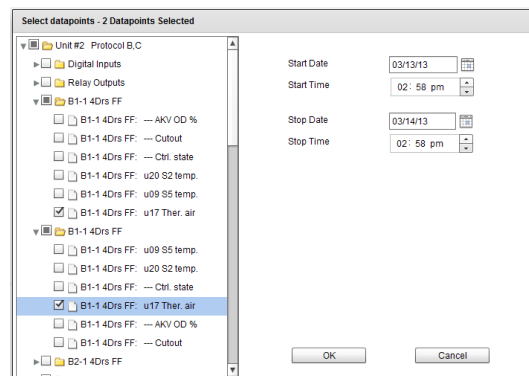 Select datapoints - 2 Datapoints Selected
Unit #2 Protocol B,C
Digital Inputs
Relay Outputs
B1-1 4Drs FF
B1-1 4Drs FF: --- AKV OD %
B1-1 4Drs FF: --- Cutout
B1-1 4Drs FF: --- Ctrl. state
B1-1 4Drs FF: u20 S2 temp.
B1-1 4Drs FF: u09 S5 temp.
B1-1 4Drs FF: u17 Ther. air
B1-1 4Drs FF
B1-1 4Drs FF: u09 S5 temp.
B1-1 4Drs FF: u20 S2 temp.
B1-1 4Drs FF: --- Ctrl. state
B1-1 4Drs FF: u17 Ther. air
B1-1 4Drs FF: --- AKV OD %
B1-1 4Drs FF: --- Cutout
B2-1 4Drs FF
Start Date 03/13/13
Start Time 02: 58 pm
Stop Date 03/14/13
Stop Time 02: 58 pm
OK Cancel